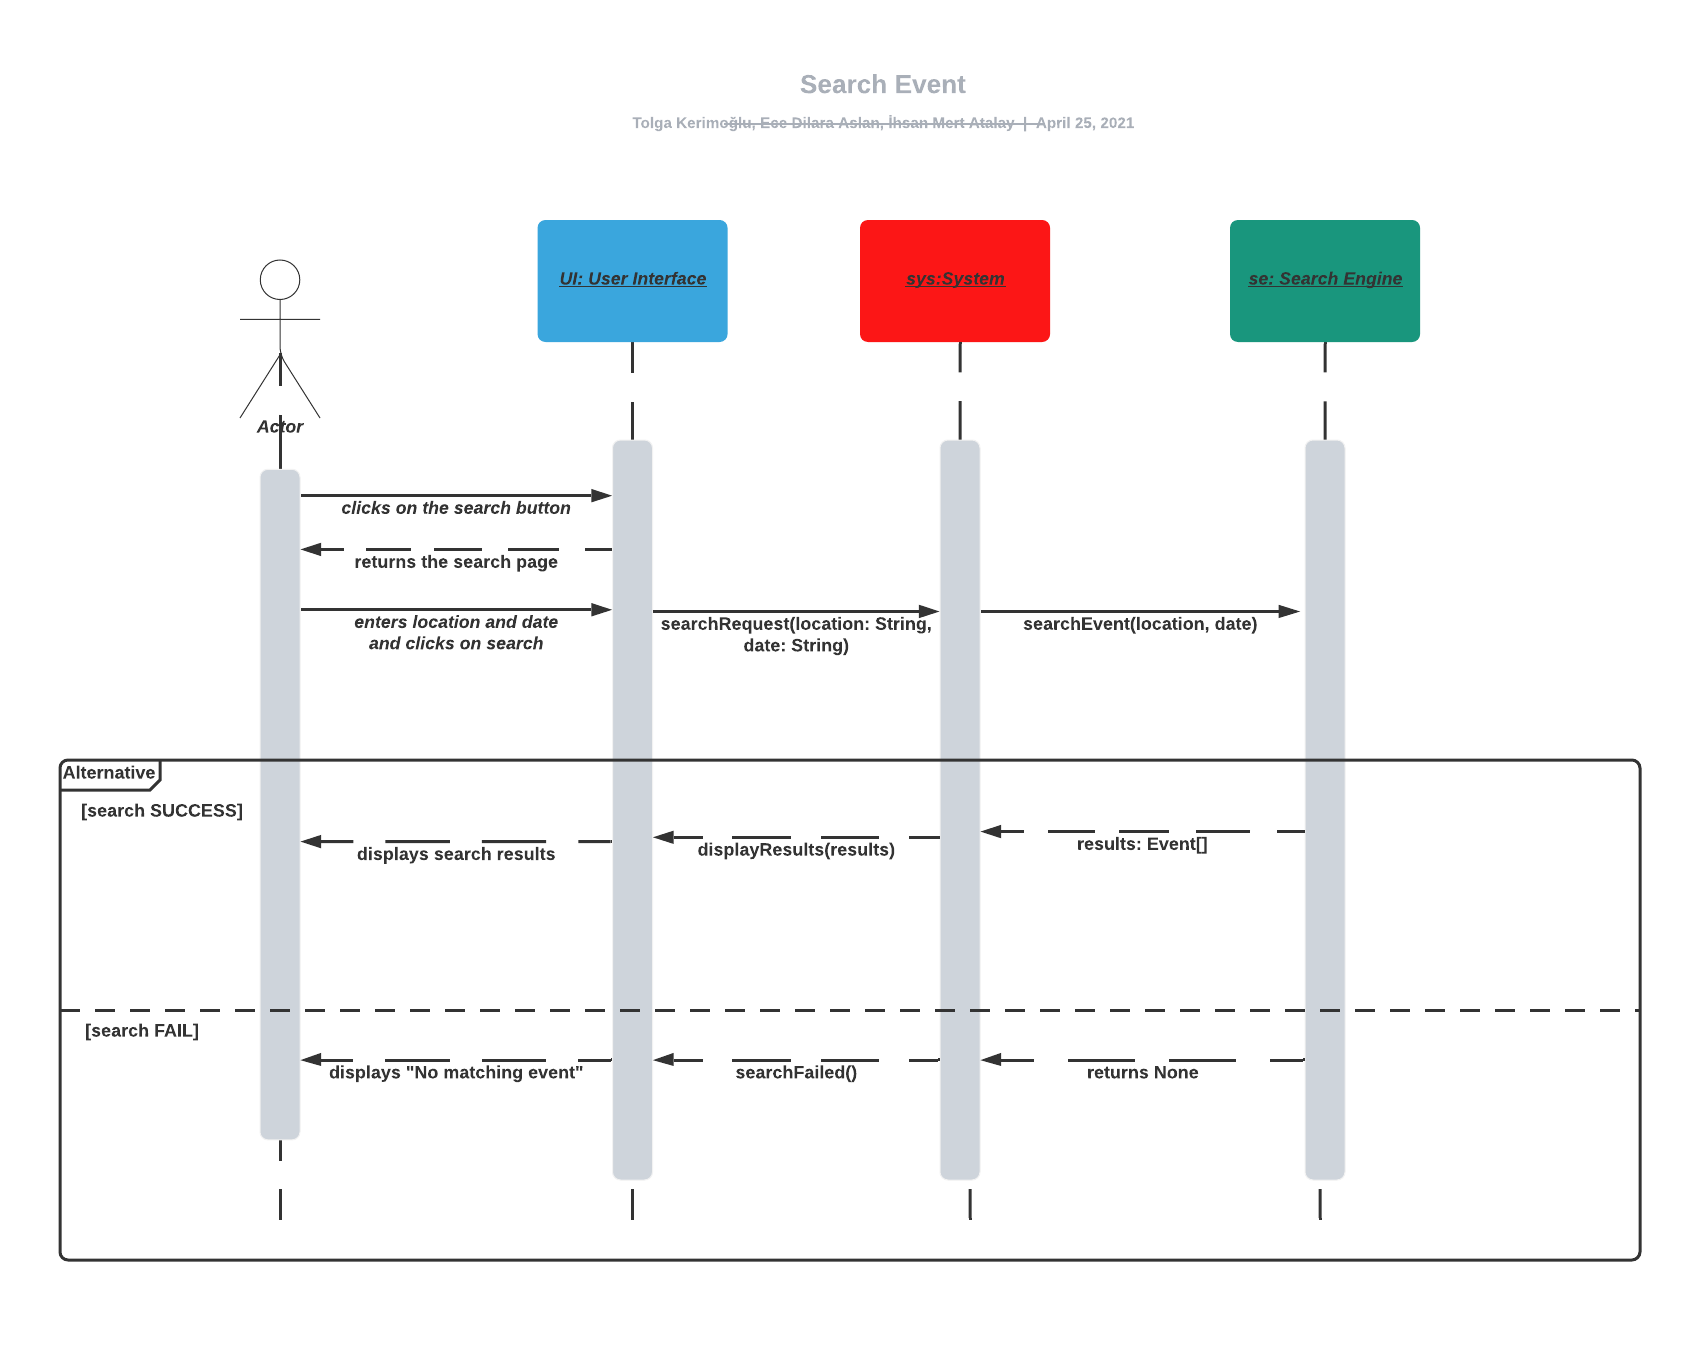 Search Event
Tolga Kerimoğlu, Ece Dilara Aslan, İhsan Mert Atalay | April 25, 2021
UI: User Interface
sys:System
se: Search Engine
Actor
clicks on the search button
returns the search page
enters location and date
and clicks on search
searchRequest(location: String,
date: String)
searchEvent(location, date)
Alternative
[search SUCCESS]
displays search results
displayResults(results)
results: Event[]
[search FAIL]
displays "No matching event"
searchFailed()
returns None